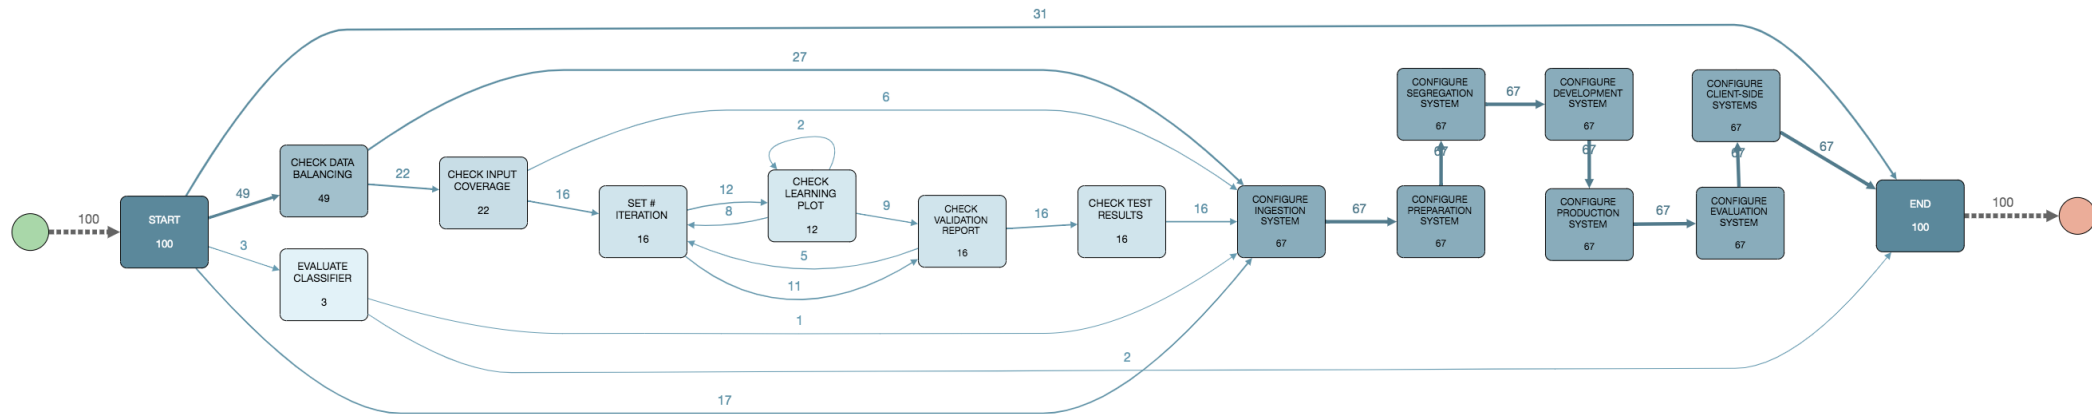 31
27
6
2
100
START
100
49
3
CHECK DATA
BALANCING
49
EVALUATE
CLASSIFIER
3
22
CHECK INPUT
COVERAGE
22
16
SET #
ITERATION
16
12
8
CHECK
LEARNING
PLOT
12
9
5
11
CHECK
VALIDATION
REPORT
16
16
CHECK TEST
RESULTS
16
16
1
2
17
CONFIGURE
INGESTION
SYSTEM
67
67
CONFIGURE
PREPARATION
SYSTEM
67
67
CONFIGURE
SEGREGATION
SYSTEM
67
67
CONFIGURE
DEVELOPMENT
SYSTEM
67
67
CONFIGURE
PRODUCTION
SYSTEM
67
67
CONFIGURE
EVALUATION
SYSTEM
67
67
CONFIGURE
CLIENT-SIDE
SYSTEMS
67
67
END
100
100